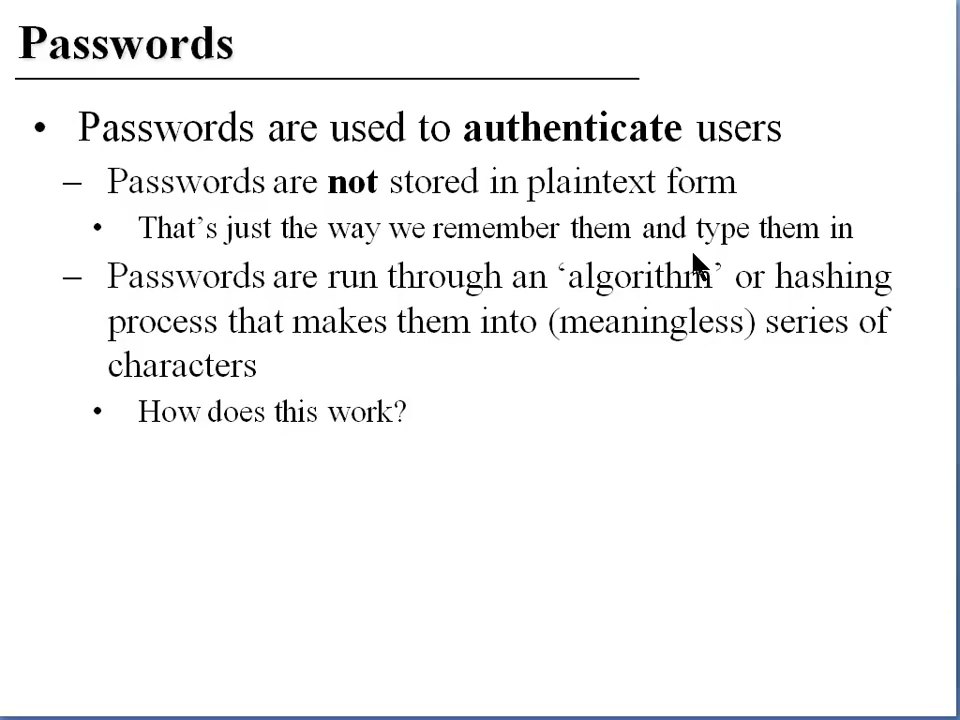 Passwords
• Passwords are used to authenticate users
– Passwords are not stored in plaintext form
• That’s just the way we remember them and type them in
– Passwords are run through an ‘algorithm’ or hashing
process that makes them into (meaningless) series of
characters
• How does this work?